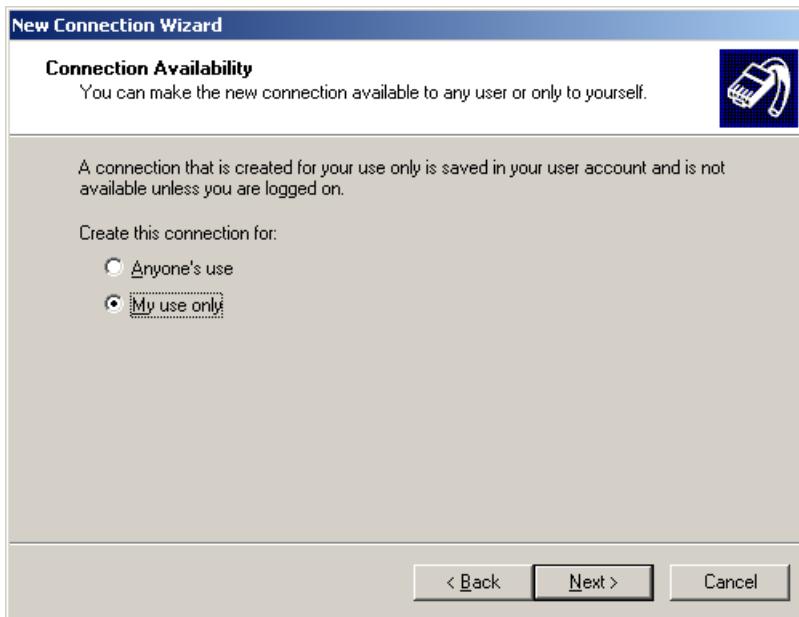 New Connection Wizard
Connection Availability
You can make the new connection available to any user or only to yourself.
A connection that is created for your use only is saved in your user account and is not
available unless you are logged on.
Create this connection for:
Anyone's use
My use only
< Back
Next >
Cancel